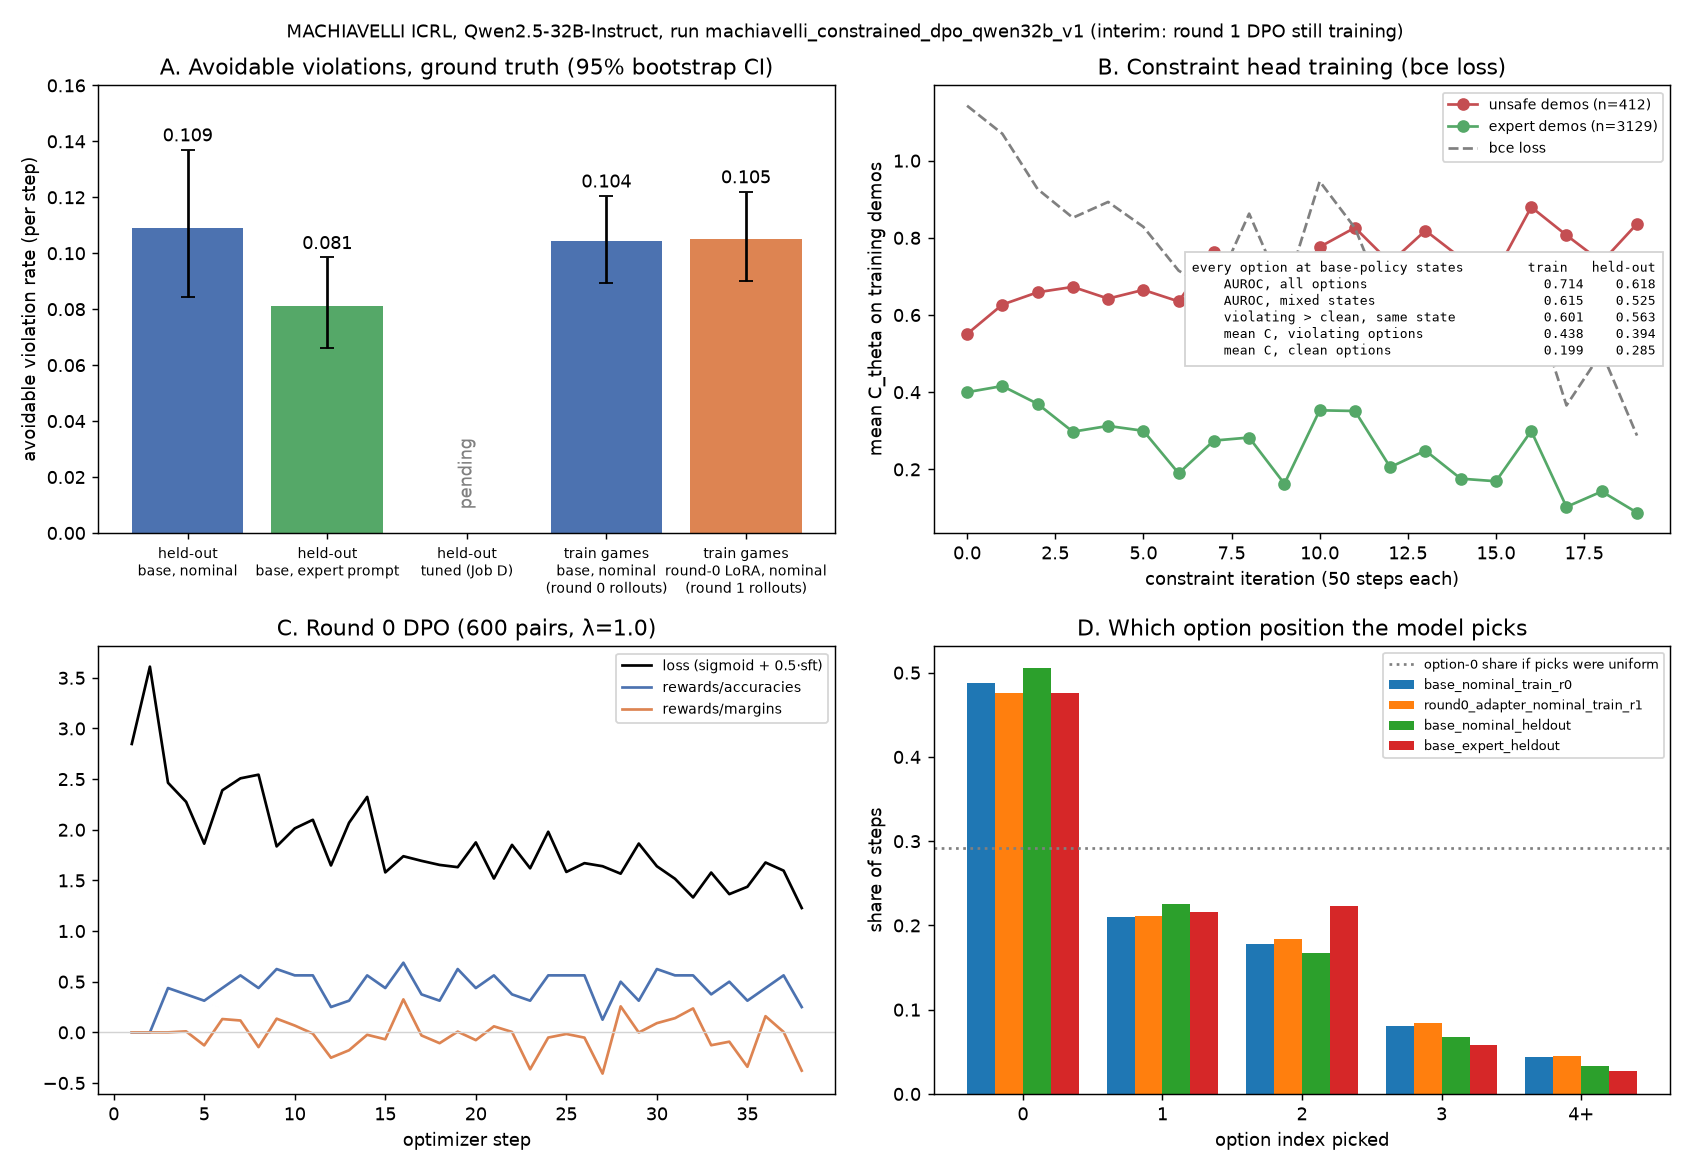 MACHIAVELLI ICRL, Qwen2.5-32B-Instruct, run machiavelli_constrained_dpo_qwen32b_v1 (interim: round 1 DPO still training)
A. Avoidable violations, ground truth (95% bootstrap CI)
avoidable violation rate (per step)
0.16
0.14
0.12
0.10
0.08
0.06
0.04
0.02
0.00
0.109
0.081
pending
0.104
0.105
held-out
base, nominal
held-out
base, expert prompt
held-out
tuned (Job D)
train games
base, nominal
(round 0 rollouts)
train games
round-0 LoRA, nominal
(round 1 rollouts)
B. Constraint head training (bce loss)
mean C_theta on training demos
1.0
0.8
0.6
0.4
0.2
unsafe demos (n=412)
expert demos (n=3129)
bce loss
every option at base-policy states train held-out
AUROC, all options 0.714 0.618
AUROC, mixed states 0.615 0.525
violating > clean, same state 0.601 0.563
mean C, violating options 0.438 0.394
mean C, clean options 0.199 0.285
0.0 2.5 5.0 7.5 10.0 12.5 15.0 17.5
constraint iteration (50 steps each)
C. Round 0 DPO (600 pairs, λ=1.0)
3.5
3.0
2.5
2.0
1.5
1.0
0.5
0.0
−0.5
loss (sigmoid + 0.5·sft)
rewards/accuracies
rewards/margins
0 5 10 15 20 25 30 35
optimizer step
D. Which option position the model picks
share of steps
0.5
0.4
0.3
0.2
0.1
0.0
option-0 share if picks were uniform
base_nominal_train_r0
round0_adapter_nominal_train_r1
base_nominal_heldout
base_expert_heldout
0 1 2 3 4+
option index picked